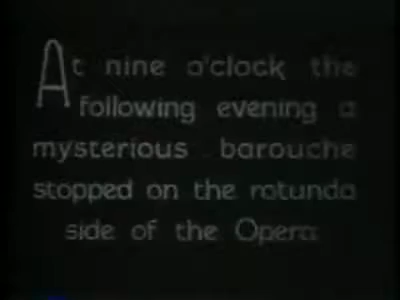 At nine o'clock the
following evening a
mysterious barouche
stopped on the rotunda
side of the Opera